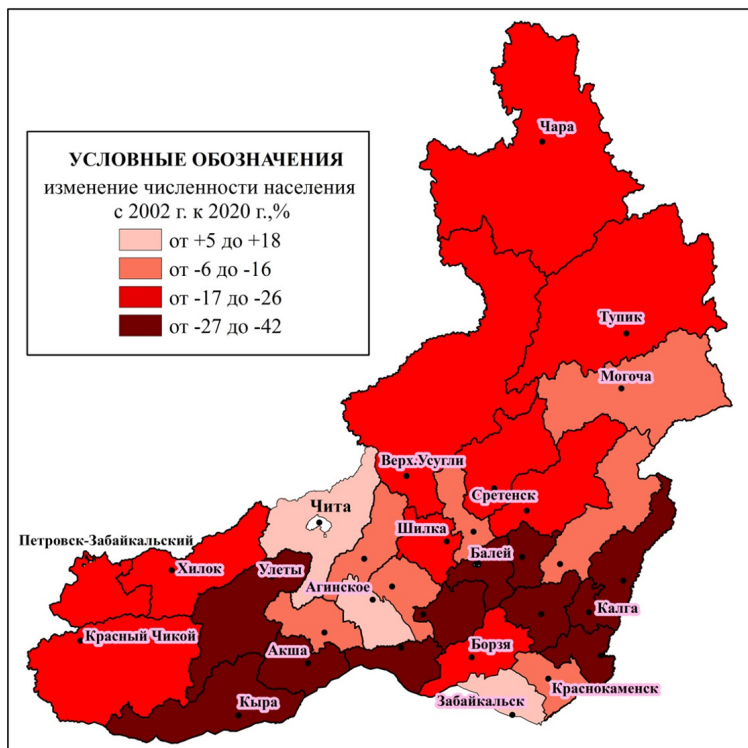 Чара
УСЛОВНЫЕ ОБОЗНАЧЕНИЯ
изменение численности населения
с 2002 г. к 2020 г.,%
от +5 до +18
от -6 до -16
от -17 до -26
от -27 до -42
Тупик
Могоча
Верх.Усугли
Сретенск
Чита
Шилка
Петровск-Забайкальский
Балей
Хилок
Улеты
Агинское
Калга
Красный Чикой
Борзя
Акша
Краснокаменск
Кыра
Забайкальск